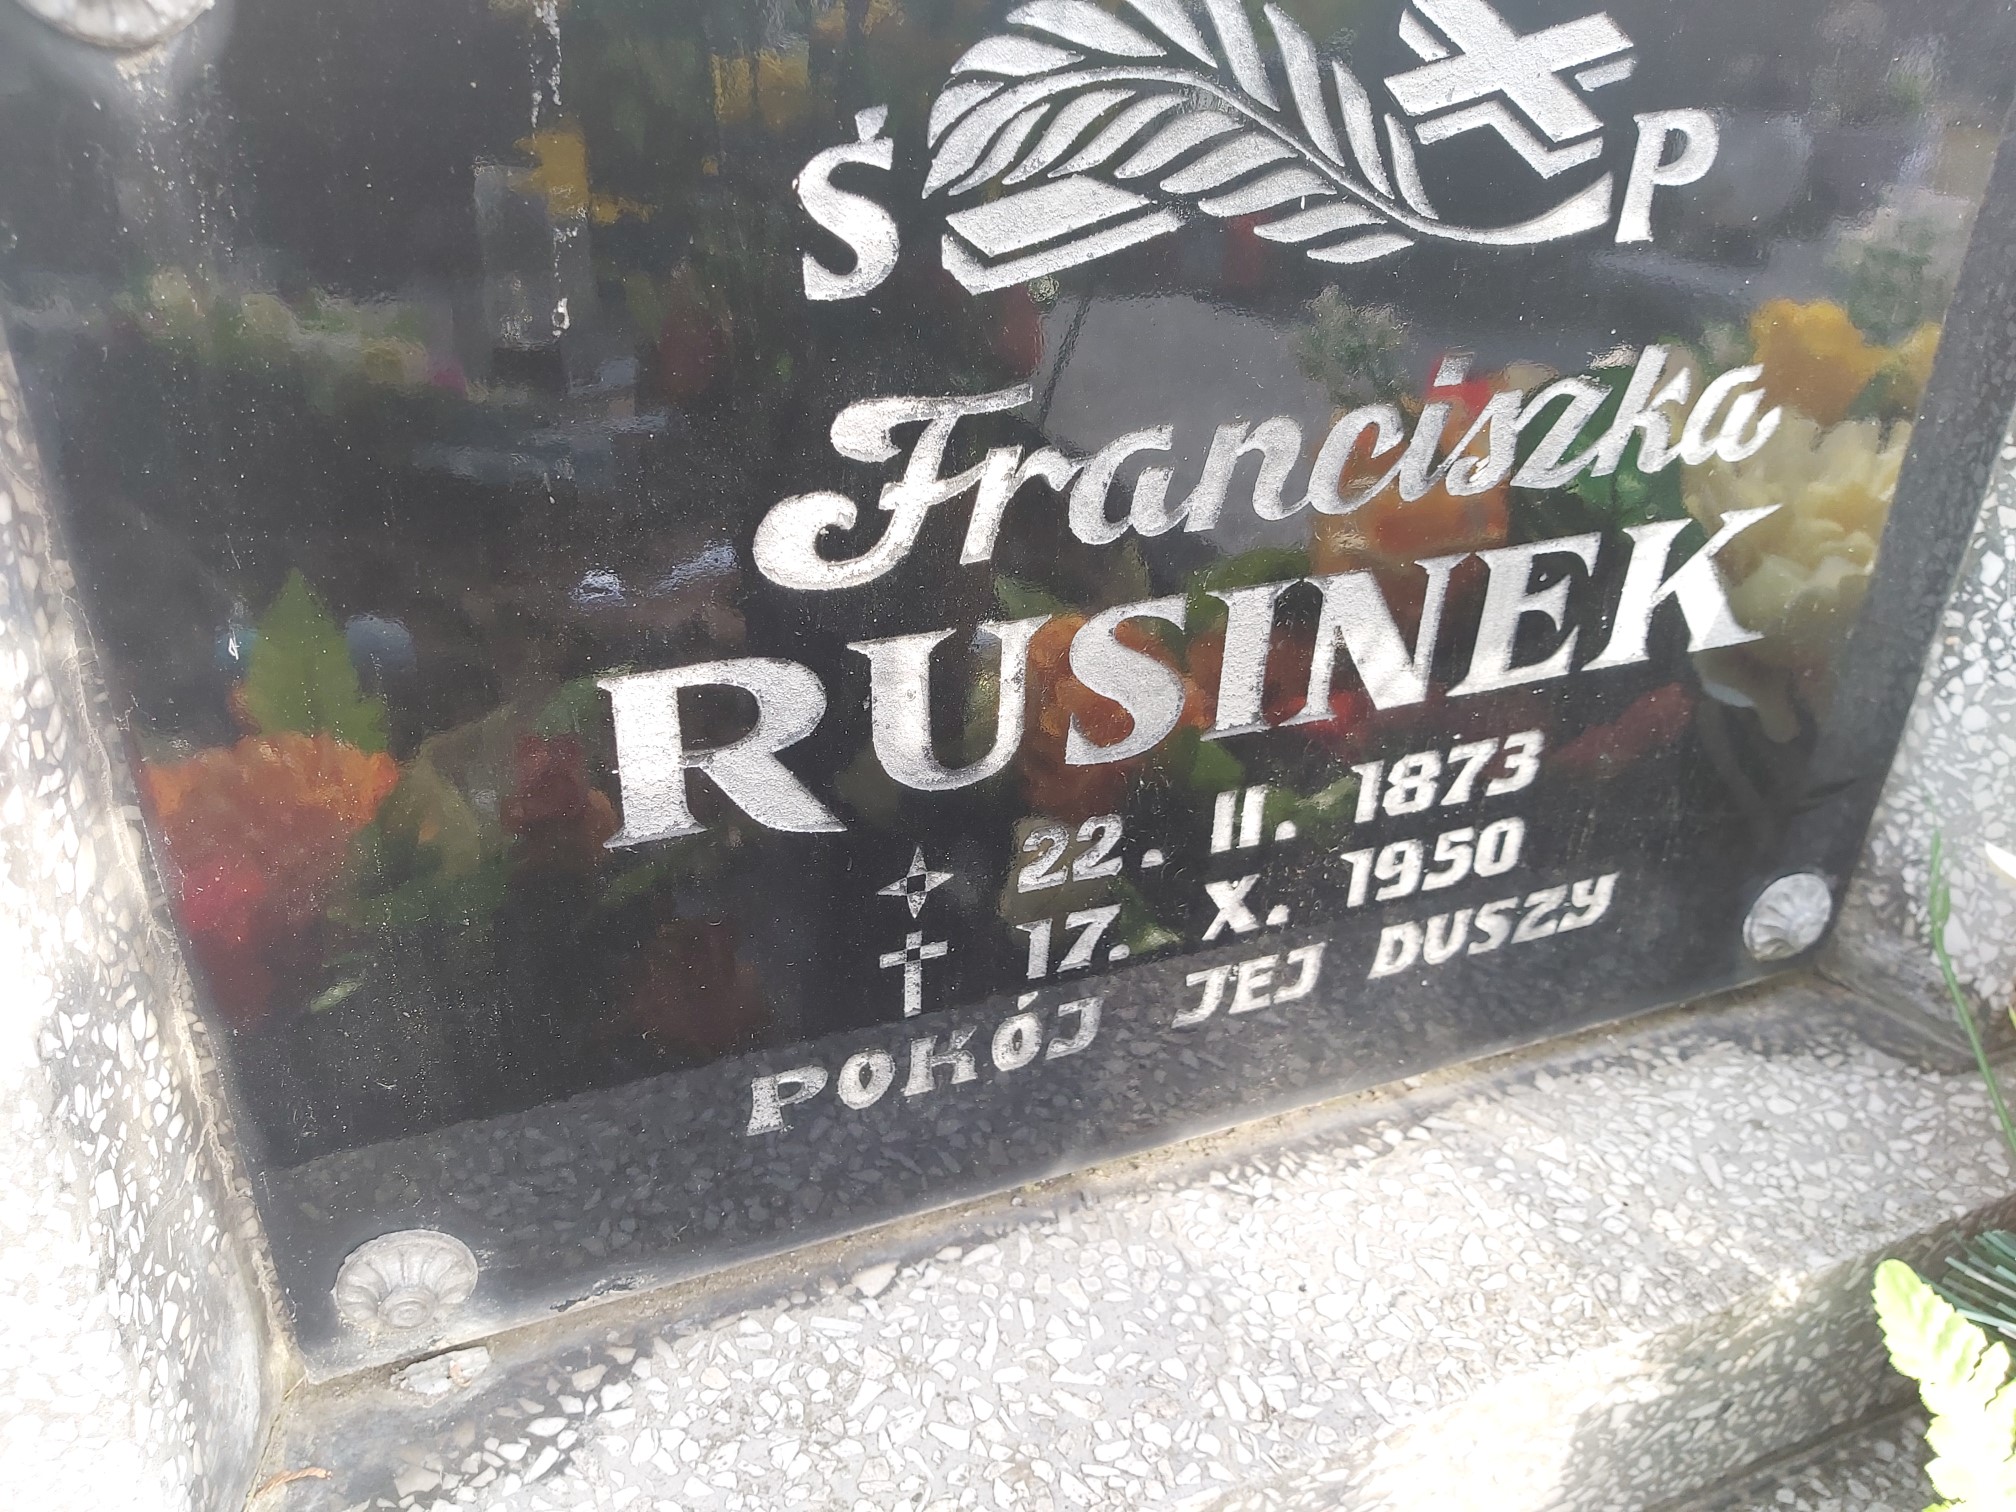 Ś P
Franciszka
RUSINEK
22. II. 1873
17. X. 1950
POKÓJ JEJ DUSZY